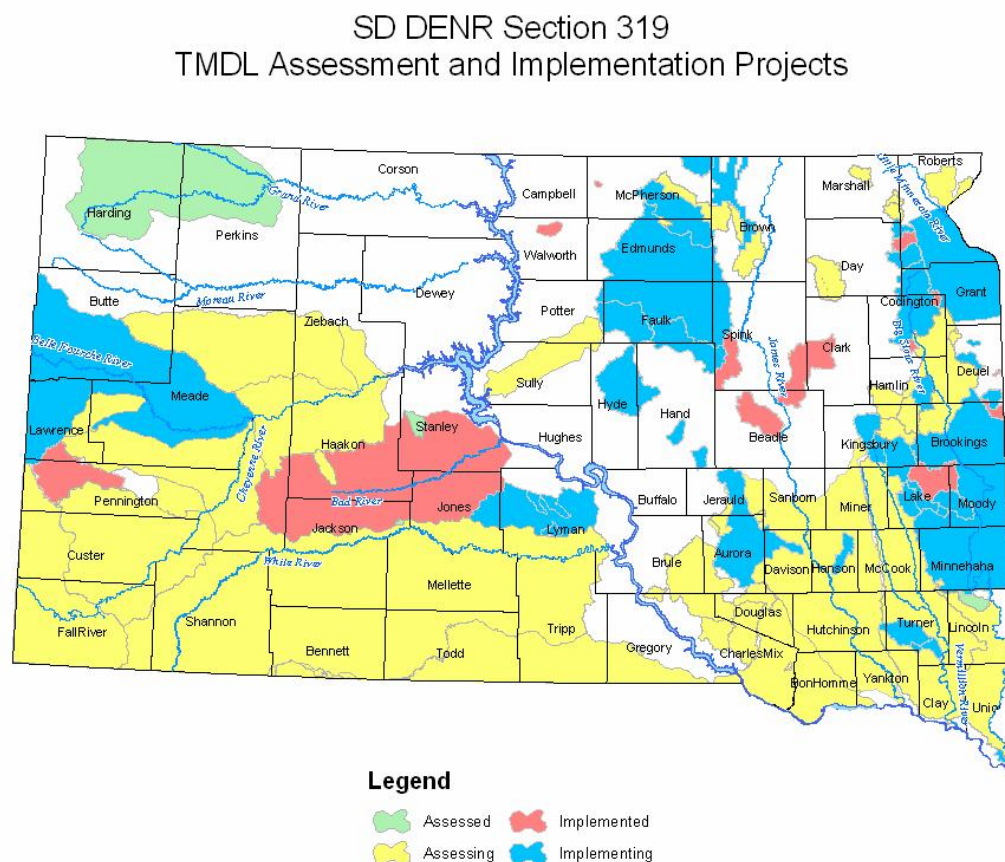 SD DENR Section 319
TMDL Assessment and Implementation Projects
Roberts
Corson
Campbell
McPherson
Marshall
Little Minnesota River
Grand River
Harding
Perkins
Walworth
Edmunds
Brown
Day
Butte
Moreau River
Dewey
Ziebach
Potter
Faulk
Spink
Codington
Grant
Belle Fourche River
Meade
Sully
James River
Clark
Big Sioux River
Hamlin
Deuel
Lawrence
Hyde
Hand
Stanley
Haakon
Hughes
Beadle
Kingsbury
Brookings
Cheyenne River
Pennington
Bad River
Jones
Jackson
Lyman
Buffalo
Jerauld
Sanborn
Miner
Lake
Moody
Custer
White River
Mellette
Brule
Aurora
Davison
Hanson
McCook
Minnehaha
FallRiver
Shannon
Bennett
Todd
Tripp
Gregory
Douglas
CharlesMix
Hutchinson
Turner
Lincoln
BonHomme
Yankton
Clay
Vermillion River
Unio
Legend
Assessed Implemented
Assessing Implementing